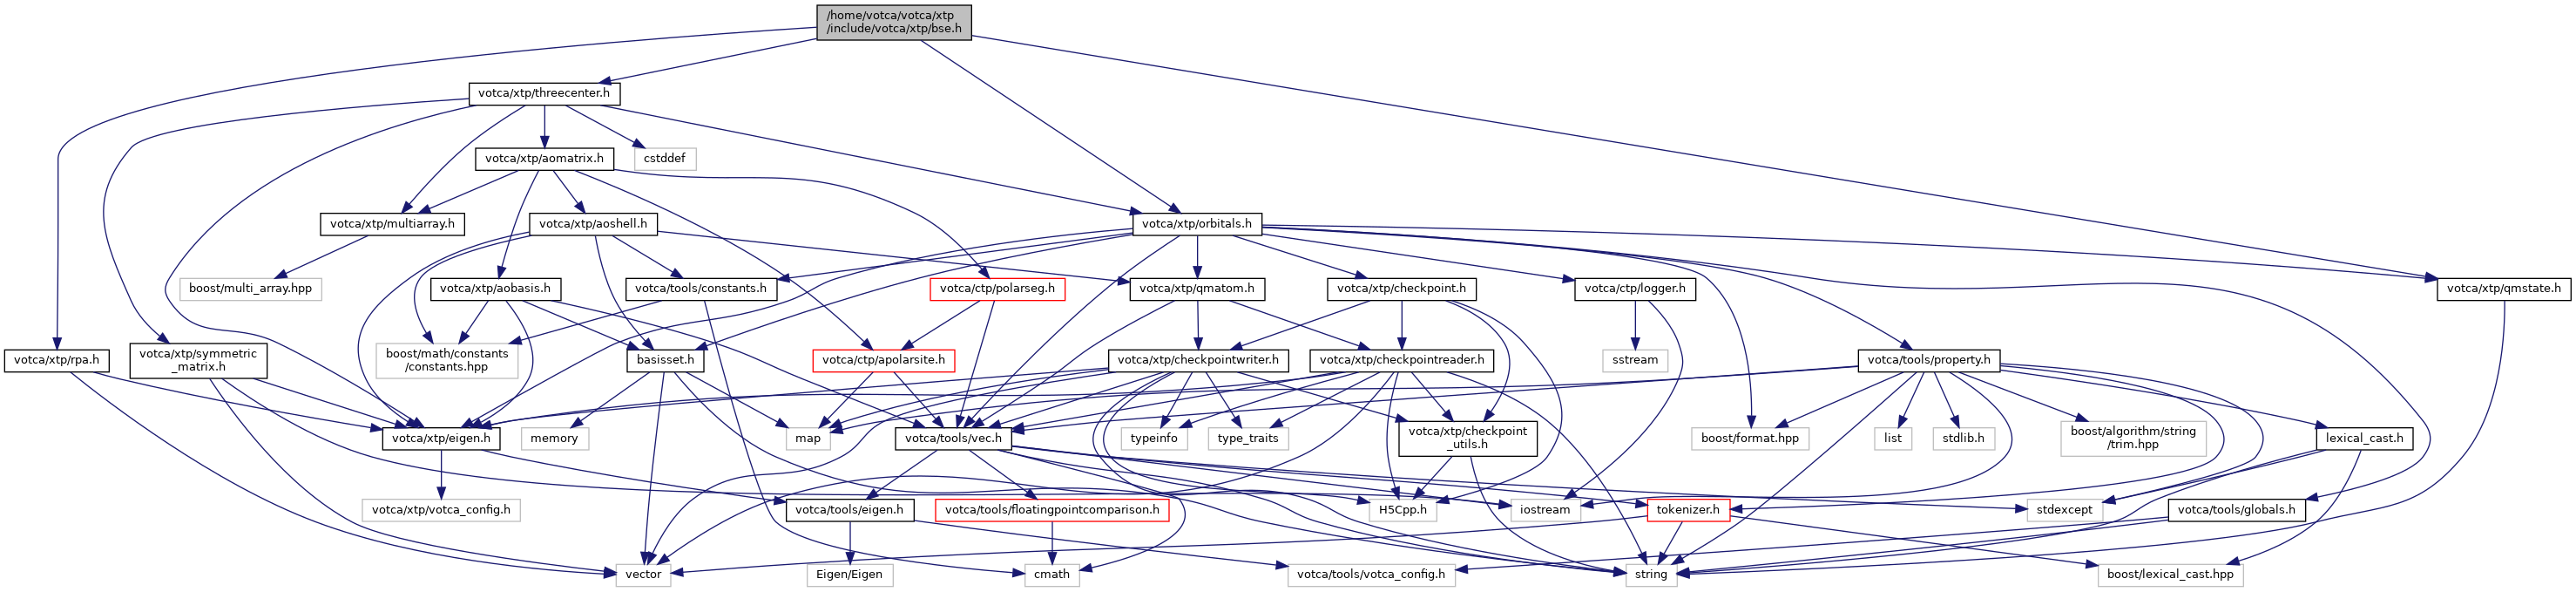 /home/votca/votca/xtp
/include/votca/xtp/bse.h
votca/xtp/threecenter.h
votca/xtp/aomatrix.h
cstddef
votca/xtp/multiarray.h
votca/xtp/aoshell.h
votca/xtp/orbitals.h
boost/multi_array.hpp
votca/xtp/aobasis.h
votca/tools/constants.h
votca/ctp/polarseg.h
votca/xtp/qmatom.h
votca/xtp/checkpoint.h
votca/ctp/logger.h
votca/xtp/qmstate.h
votca/xtp/rpa.h
votca/xtp/symmetric
_matrix.h
boost/math/constants
/constants.hpp
basisset.h
votca/ctp/apolarsite.h
votca/xtp/checkpointwriter.h
votca/xtp/checkpointreader.h
sstream
votca/tools/property.h
votca/xtp/eigen.h
memory
map
votca/tools/vec.h
typeinfo
type_traits
votca/xtp/checkpoint
_utils.h
boost/format.hpp
list
stdlib.h
boost/algorithm/string
/trim.hpp
lexical_cast.h
votca/xtp/votca_config.h
votca/tools/eigen.h
votca/tools/floatingpointcomparison.h
H5Cpp.h
iostream
tokenizer.h
stdexcept
votca/tools/globals.h
vector
Eigen/Eigen
cmath
votca/tools/votca_config.h
string
boost/lexical_cast.hpp